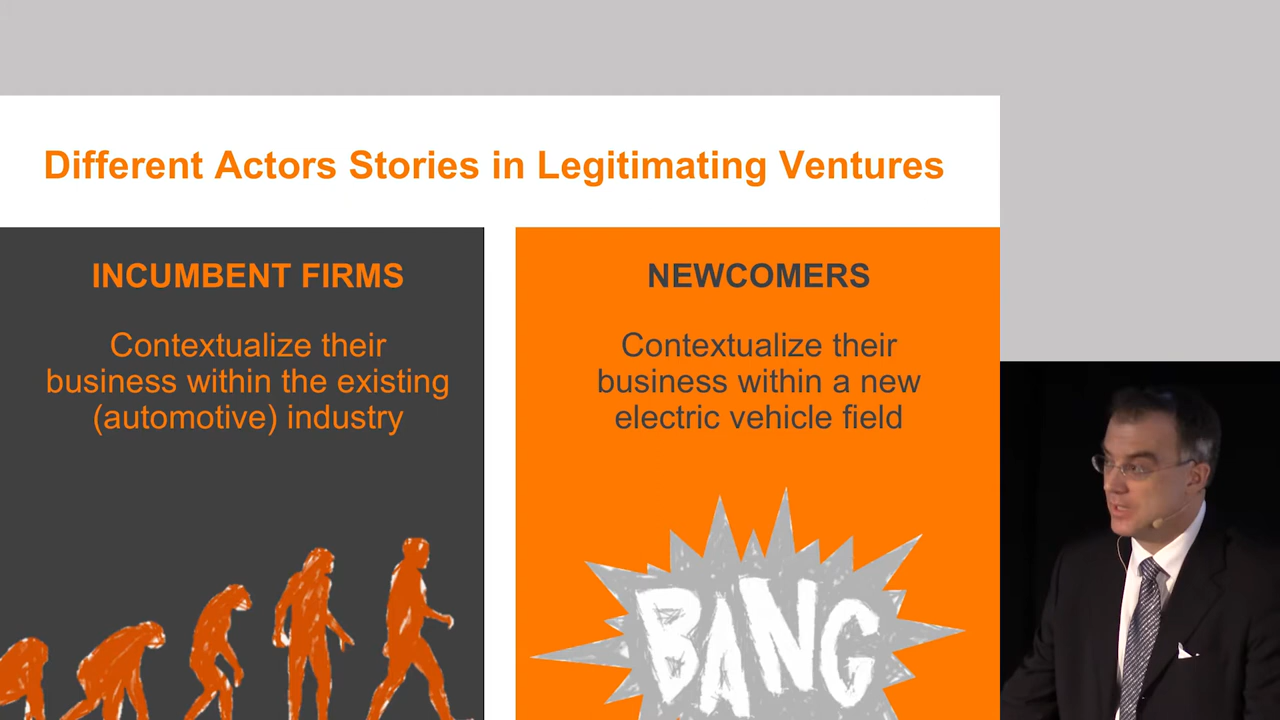 Different Actors Stories in Legitimating Ventures
INCUMBENT FIRMS
Contextualize their
business within the existing
(automotive) industry
NEWCOMERS
Contextualize their
business within a new
electric vehicle field
BANG